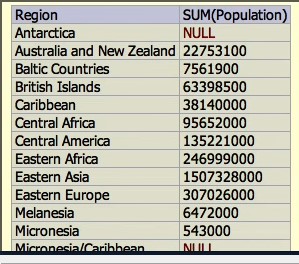 Region SUM(Population)
Antarctica NULL
Australia and New Zealand 22753100
Baltic Countries 7561900
British Islands 63398500
Caribbean 38140000
Central Africa 95652000
Central America 135221000
Eastern Africa 246999000
Eastern Asia 1507328000
Eastern Europe 307026000
Melanesia 6472000
Micronesia 543000
Micronesia/Caribbean NULL